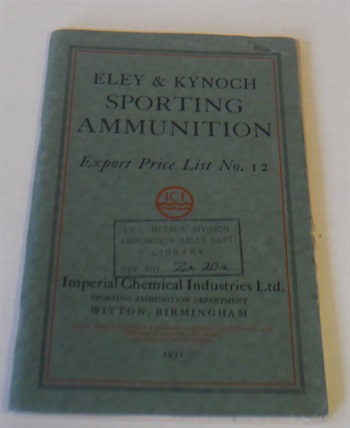 ELEY & KYNOCH
SPORTING
AMMUNITION
Export Price List No. 12
ICI
I.C.I. METALS DIVISION
AMMUNITION SALES DEPT
LIBRARY
REF. NO.
Imperial Chemical Industries Ltd.
SPORTING AMMUNITION DEPARTMENT
WITTON, BIRMINGHAM